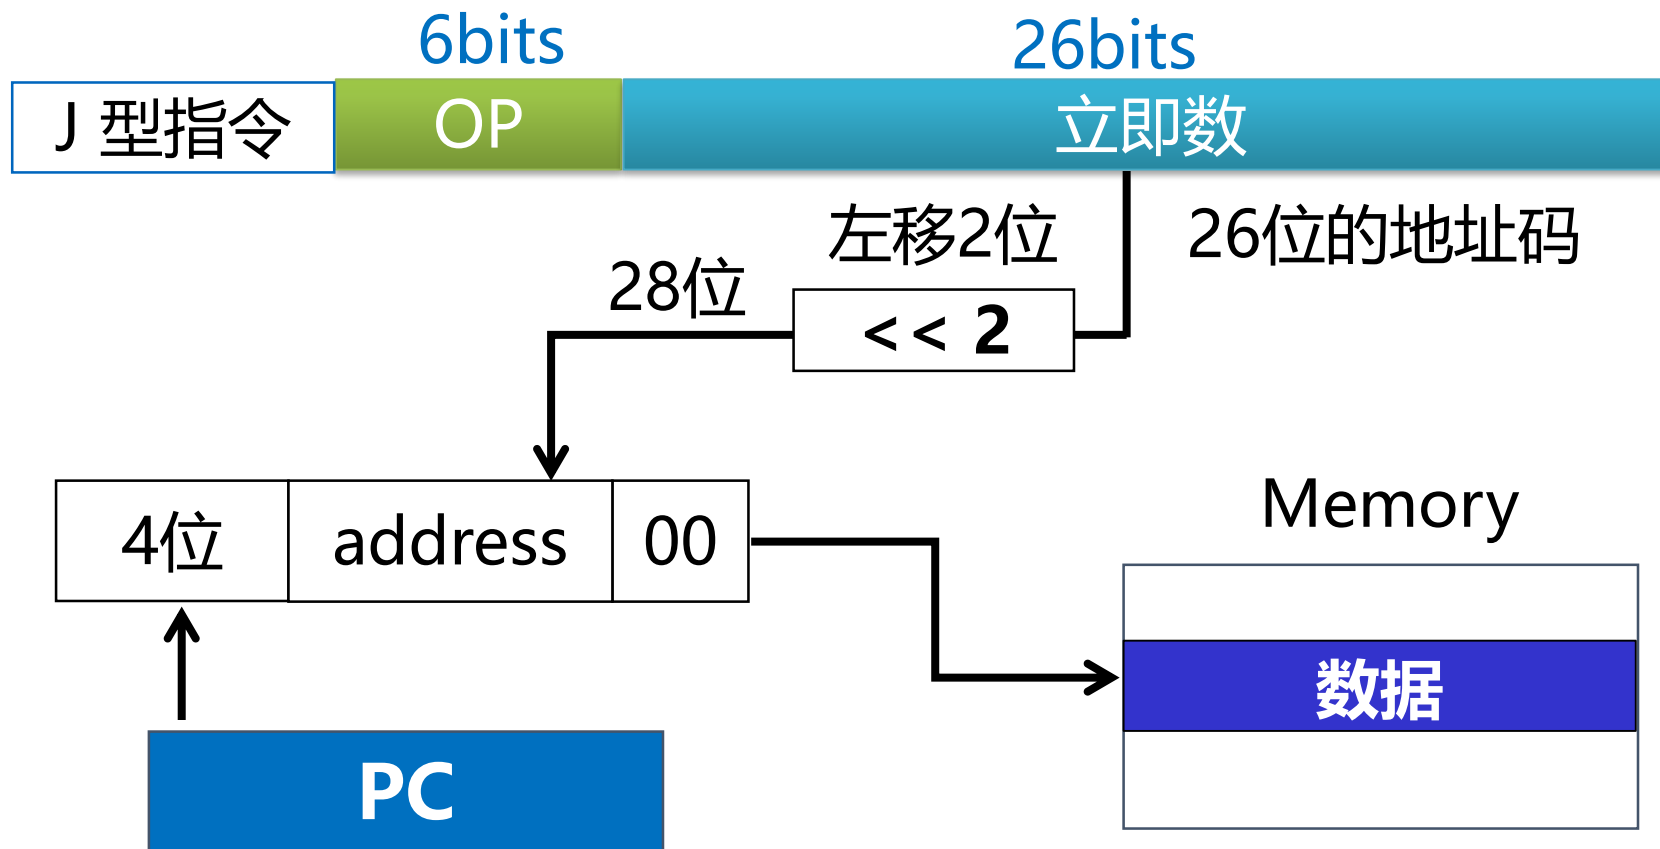 6bits 26bits
J 型指令 OP 立即数
左移2位 26位的地址码
28位
<< 2
4位 address 00
Memory
数据
PC